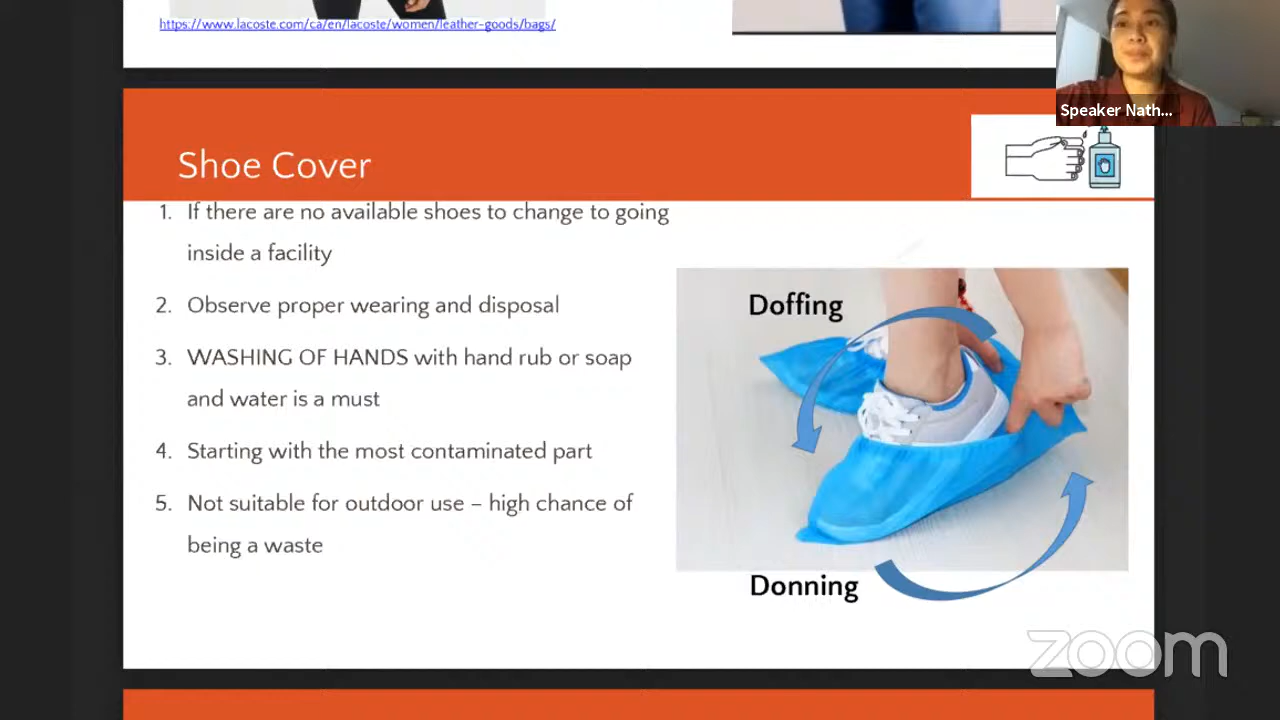 https://www.lacoste.com/ca/en/lacoste/women/leather-goods/bags/
Speaker Nath...
Shoe Cover
1. If there are no available shoes to change to going
inside a facility
2. Observe proper wearing and disposal
3. WASHING OF HANDS with hand rub or soap
and water is a must
4. Starting with the most contaminated part
5. Not suitable for outdoor use – high chance of
being a waste
Doffing
Donning
zoom